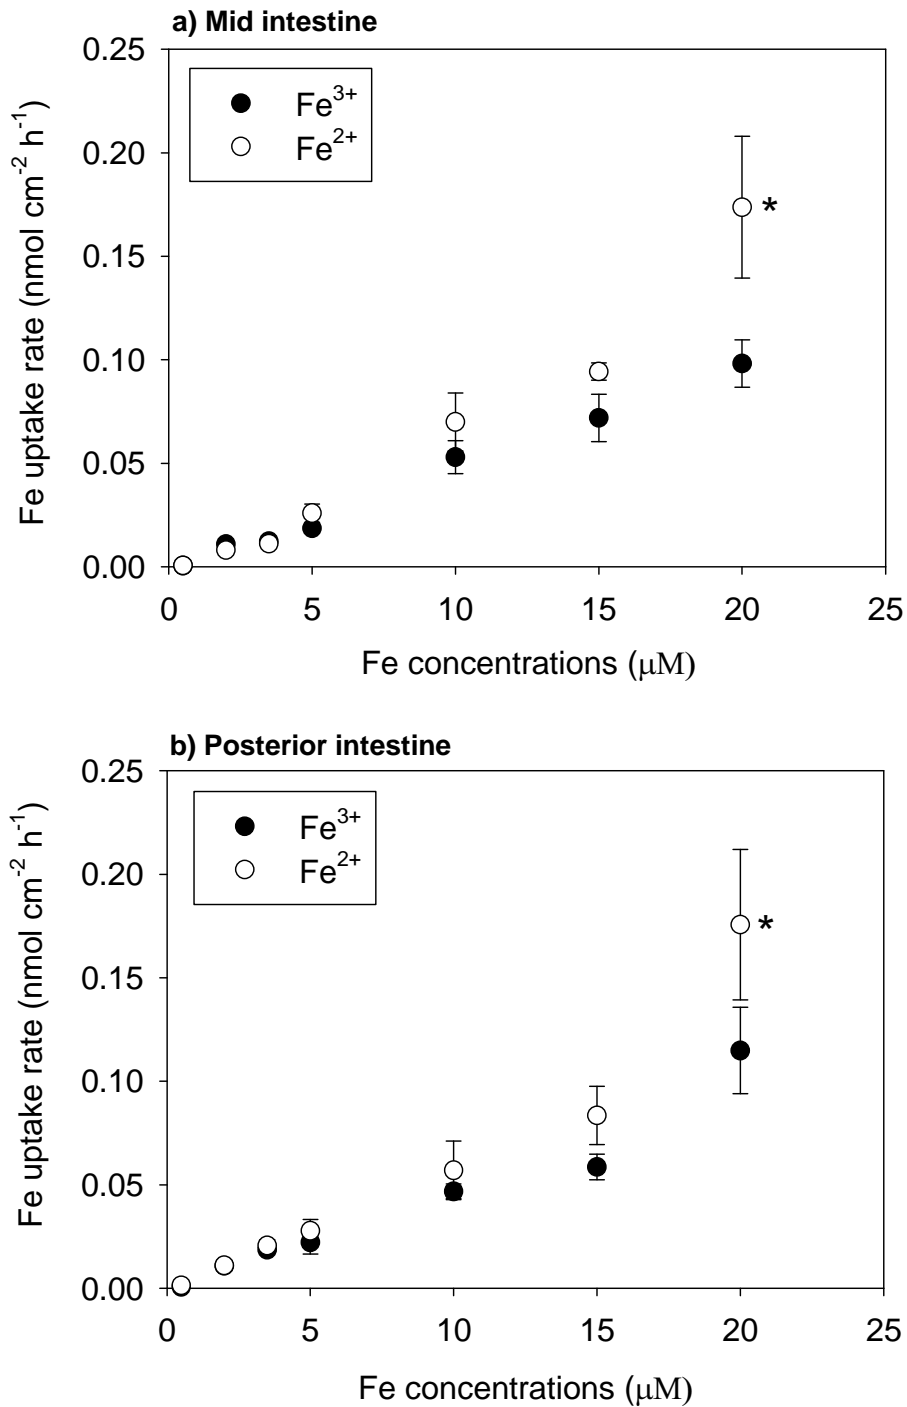 a) Mid intestine
0.25
Fe³⁺
Fe²⁺
0.20
*
0.15
0.10
0.05
0.00
Fe uptake rate (nmol cm⁻² h⁻¹)
0 5 10 15 20 25
Fe concentrations (μM)
b) Posterior intestine
0.25
Fe³⁺
Fe²⁺
0.20
*
0.15
0.10
0.05
0.00
Fe uptake rate (nmol cm⁻² h⁻¹)
0 5 10 15 20 25
Fe concentrations (μM)